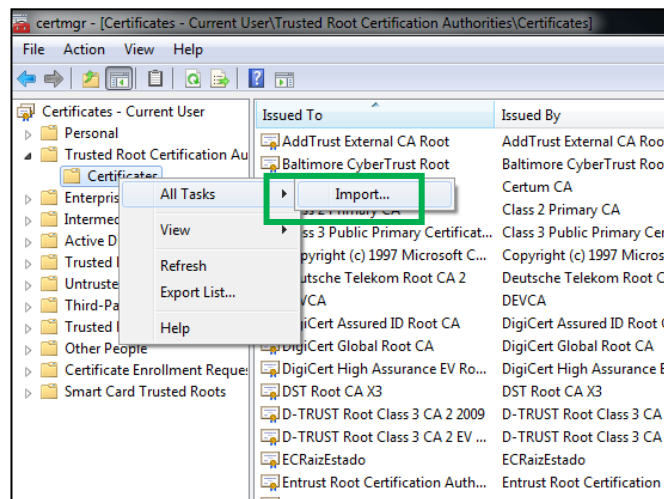 certmgr - [Certificates - Current User\Trusted Root Certification Authorities\Certificates]
File Action View Help
Certificates - Current User
Personal
Trusted Root Certification Au
Certificates
Enterpris
Intermed
Active D
Trusted
Untruste
Third-Pa
Trusted
Other People
Certificate Enrollment Reque
Smart Card Trusted Roots
All Tasks
View
Refresh
Export List...
Help
Import...
Issued To Issued By
AddTrust External CA Root AddTrust External CA Roo
Baltimore CyberTrust Root Baltimore CyberTrust Roo
Certum CA
Class 2 Primary CA Class 2 Primary CA
ss 3 Public Primary Certificat... Class 3 Public Primary Cer
pyright (c) 1997 Microsoft C... Copyright (c) 1997 Micros
utsche Telekom Root CA 2 Deutsche Telekom Root C
VCA DEVCA
DigiCert Assured ID Root CA DigiCert Assured ID Root
DigiCert Global Root CA DigiCert Global Root CA
DigiCert High Assurance EV Ro... DigiCert High Assurance E
DST Root CA X3 DST Root CA X3
D-TRUST Root Class 3 CA 2 2009 D-TRUST Root Class 3 CA
D-TRUST Root Class 3 CA 2 EV ... D-TRUST Root Class 3 CA
ECRaizEstado ECRaizEstado
Entrust Root Certification Auth... Entrust Root Certification